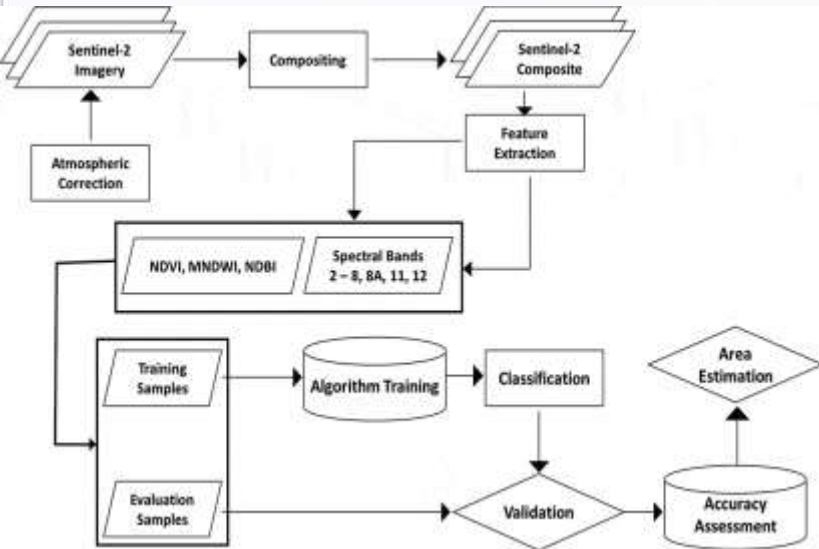 Sentinel-2
Imagery
Compositing
Sentinel-2
Composite
Atmospheric
Correction
Feature
Extraction
NDVI, MNDWI, NDBI
Spectral Bands
2 – 8, 8A, 11, 12
Training
Samples
Algorithm Training
Classification
Area
Estimation
Evaluation
Samples
Validation
Accuracy
Assessment